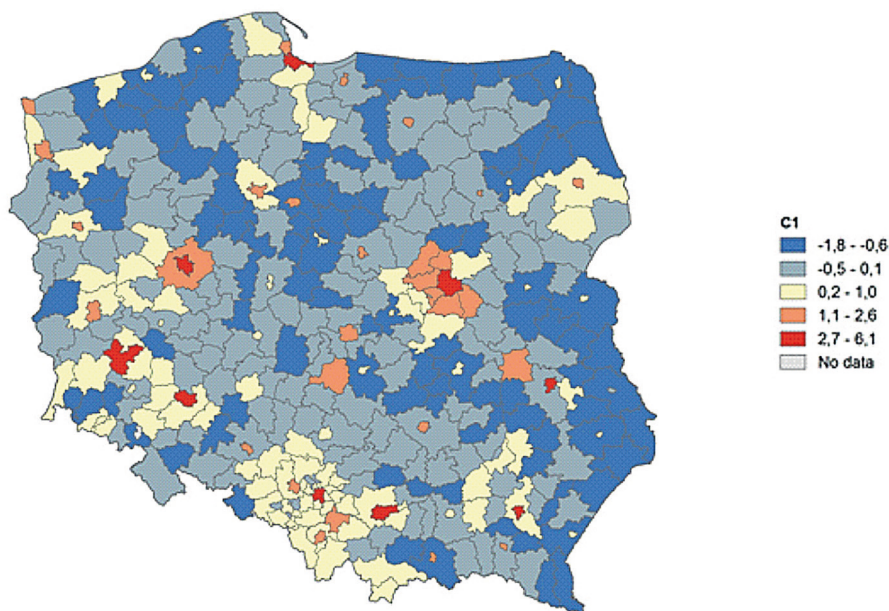 C1
-1,8 - -0,6
-0,5 - 0,1
0,2 - 1,0
1,1 - 2,6
2,7 - 6,1
No data